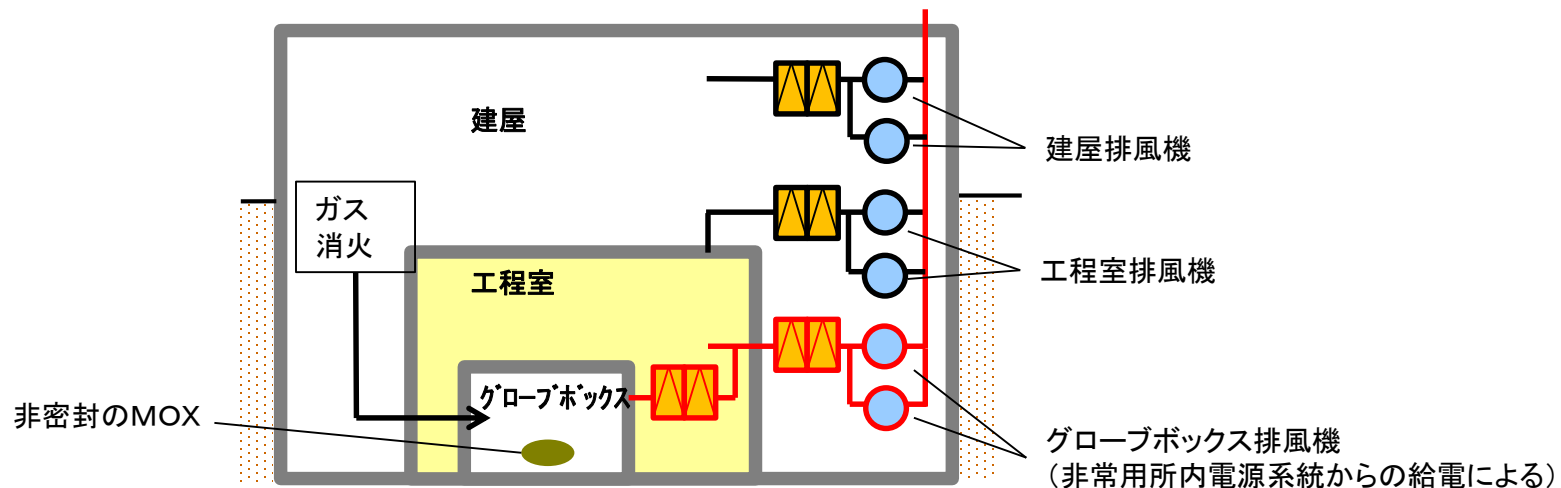 建屋
建屋排風機
ガス
消火
工程室
工程室排風機
グローブボックス
非密封のMOX
グローブボックス排風機
（非常用所内電源系統からの給電による）